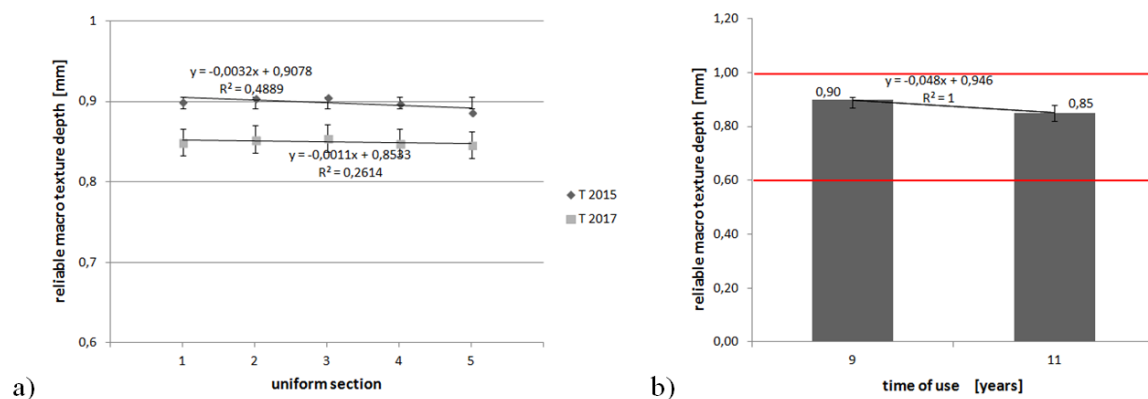 1
0,9
0,8
0,7
0,6
reliable macro texture depth [mm]
y = -0,0032x + 0,9078
R² = 0,4889
y = -0,0011x + 0,8533
R² = 0,2614
1 2 3 4 5
uniform section
T 2015
T 2017
a)
1,20
1,00
0,80
0,60
0,40
0,20
0,00
reliable macro texture depth [mm]
0,90
y = -0,048x + 0,946
R² = 1
0,85
9 11
time of use [years]
b)